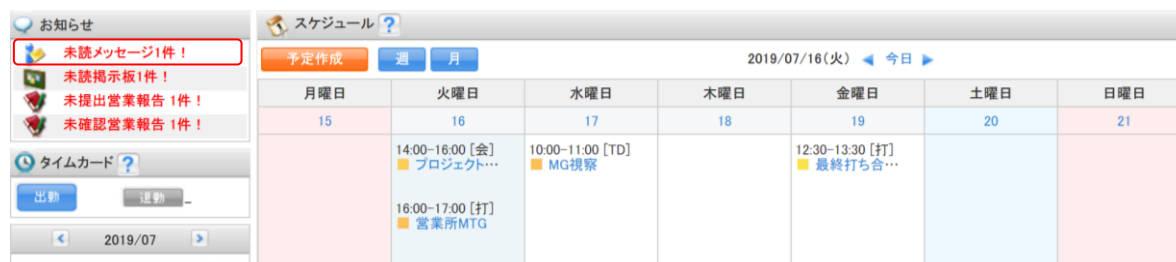 お知らせ
未読メッセージ1件！
未読掲示板1件！
未提出営業報告 1件！
未確認営業報告 1件！
タイムカード ?
出勤 退勤 --
< 2019/07 >
スケジュール ?
予定作成 週 月 2019/07/16(火) ◀ 今日 ▶
月曜日 火曜日 水曜日 木曜日 金曜日 土曜日 日曜日
15 16 17 18 19 20 21
14:00-16:00 [会] 10:00-11:00 [TD] 12:30-13:30 [打]
プロジェクト… MG視察 最終打ち合…
16:00-17:00 [打]
営業所MTG